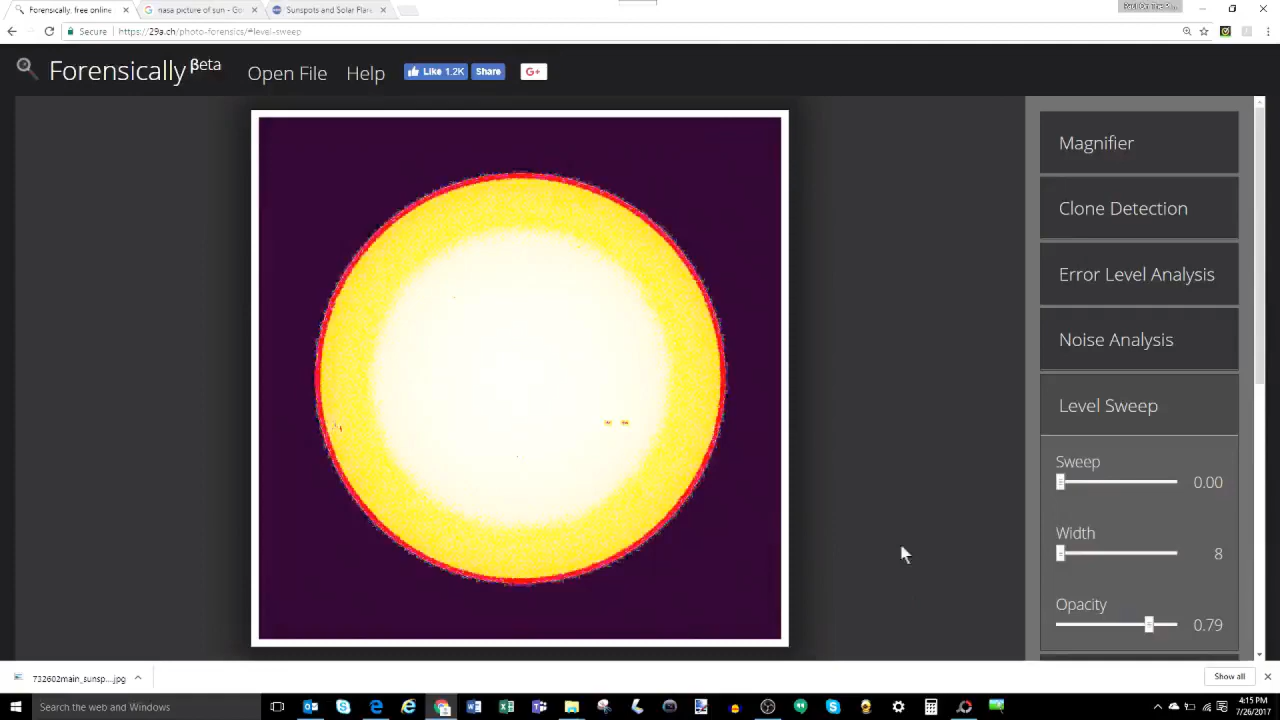 Forensically, free online
nasa picture of sun - Go
Sunspots and Solar Flare
Secure
https://29a.ch/photo-forensics/#level-sweep
Forensically βeta
Open File
Help
Like 1.2K
Share
G+
Magnifier
Clone Detection
Error Level Analysis
Noise Analysis
Level Sweep
Sweep
0.00
Width
8
Opacity
0.79
732602main_sunsp....jpg
Show all
Search the web and Windows
4:15 PM
7/26/2017